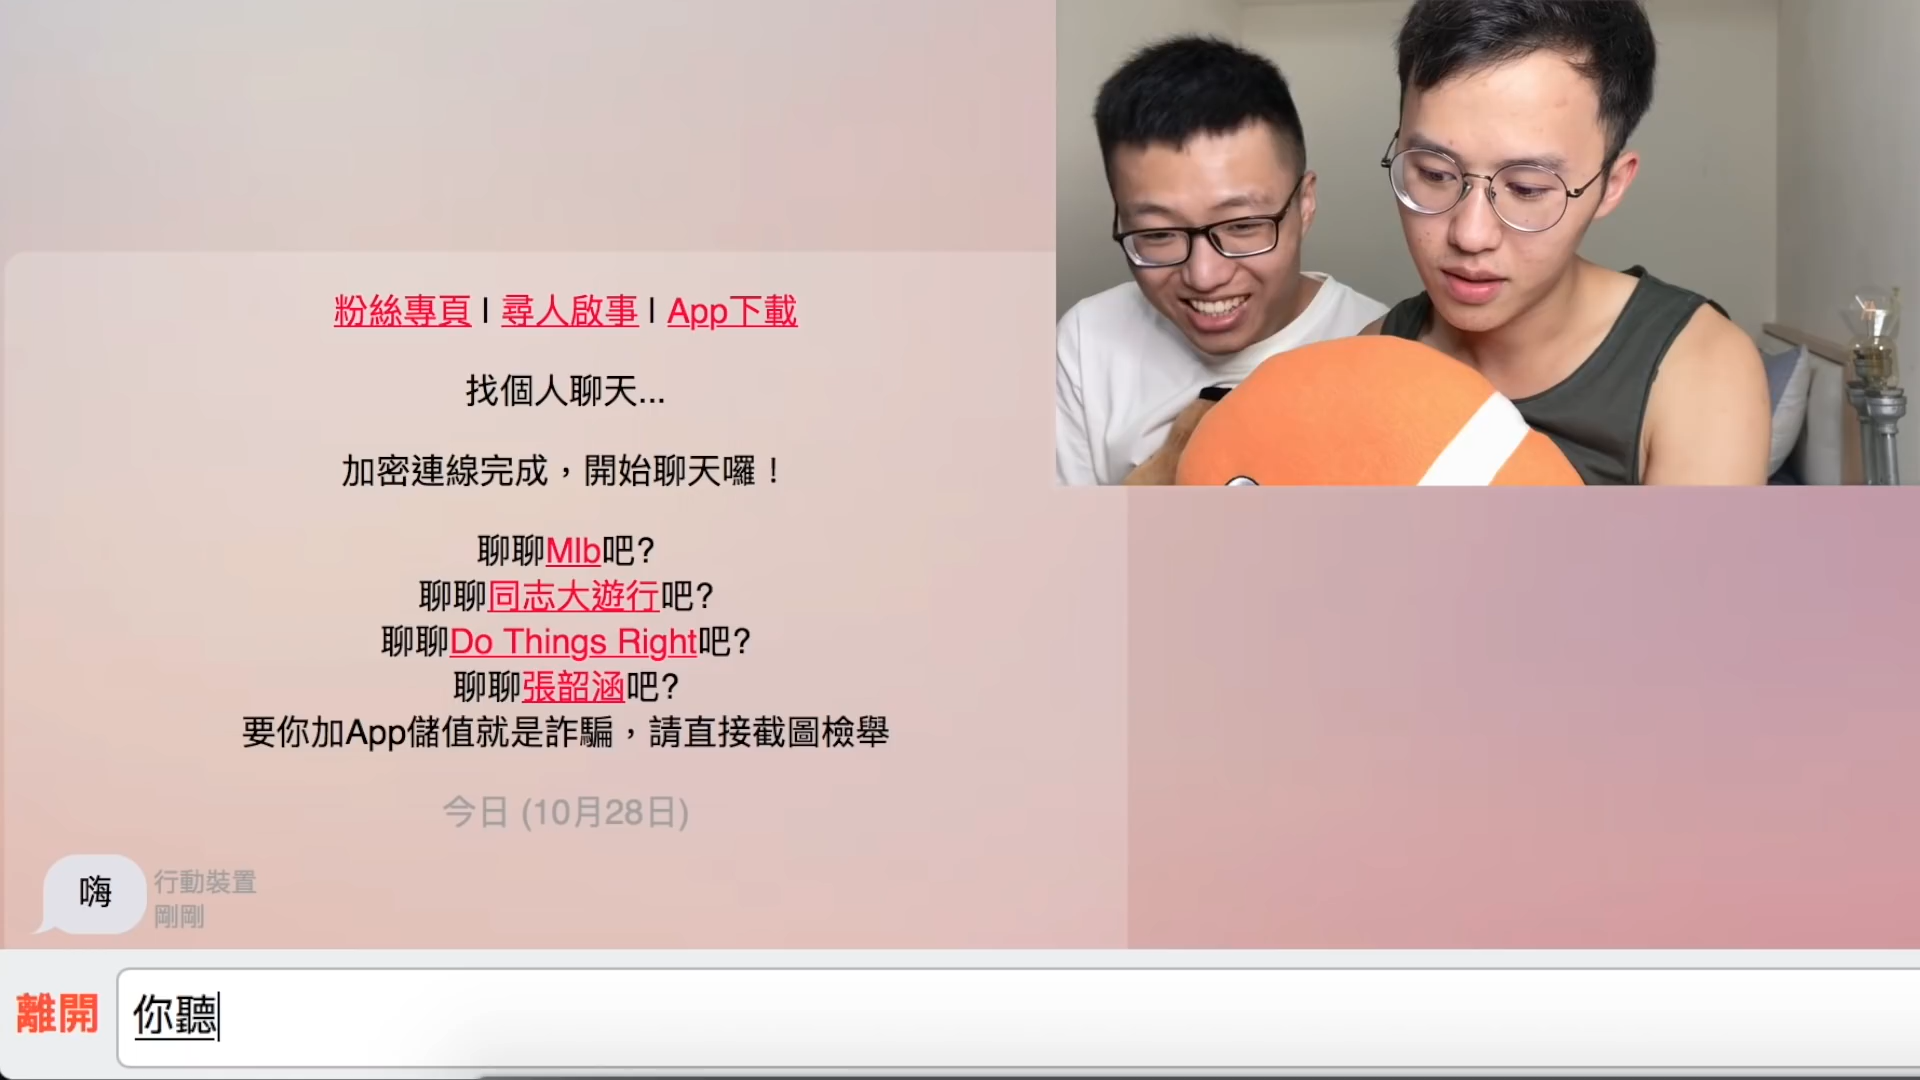 粉絲專頁 | 尋人啟事 | App下載
找個人聊天...
加密連線完成，開始聊天囉！
聊聊Mlb吧?
聊聊同志大遊行吧?
聊聊Do Things Right吧?
聊聊張韶涵吧?
要你加App儲值就是詐騙，請直接截圖檢舉
今日 (10月28日)
嗨
行動裝置
剛剛
離開
你聽